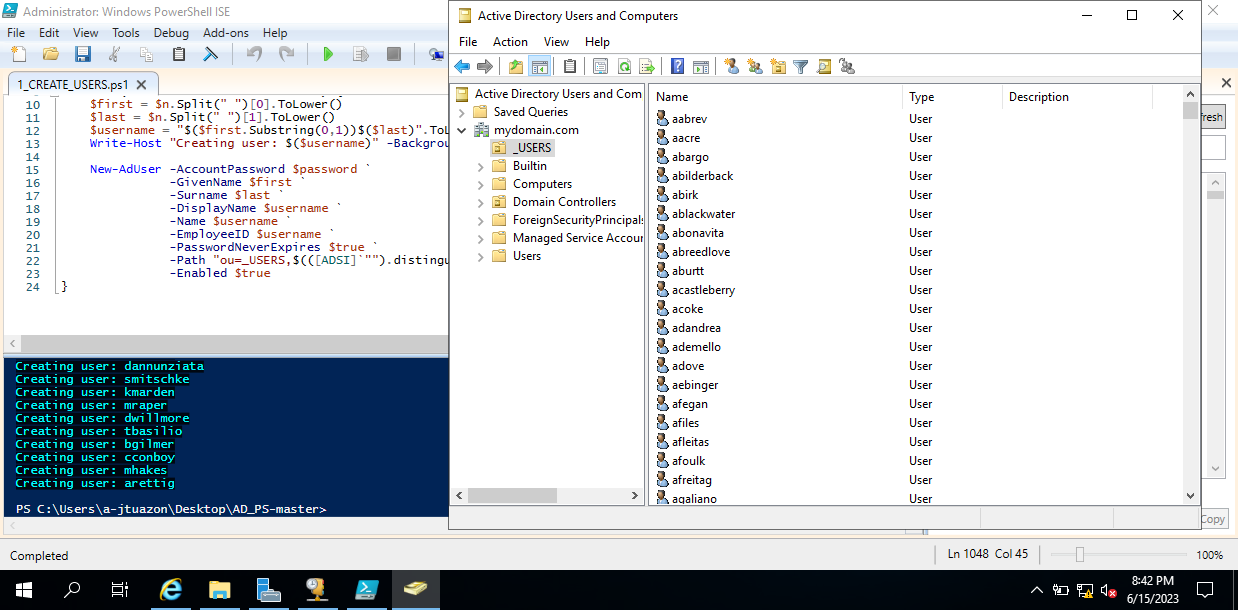 Administrator: Windows PowerShell ISE
File Edit View Tools Debug Add-ons Help
1_CREATE_USERS.ps1
10 $first = $n.Split(" ")[0].ToLower()
11 $last = $n.Split(" ")[1].ToLower()
12 $username = "$($first.Substring(0,1))$($last)".ToL
13 Write-Host "Creating user: $($username)" -Backgroun
14
15 New-AdUser -AccountPassword $password `
16 -GivenName $first `
17 -Surname $last `
18 -DisplayName $username `
19 -Name $username `
20 -EmployeeID $username `
21 -PasswordNeverExpires $true `
22 -Path "ou=_USERS,$(([ADSI]`"").distingu
23 -Enabled $true
24 }
Creating user: dannunziata
Creating user: smitschke
Creating user: kmarden
Creating user: mraper
Creating user: dwillmore
Creating user: tbasilio
Creating user: bgilmer
Creating user: cconboy
Creating user: mhakes
Creating user: arettig
PS C:\Users\a-jtuazon\Desktop\AD_PS-master>
Active Directory Users and Computers
File Action View Help
Active Directory Users and Com
Saved Queries
mydomain.com
_USERS
Builtin
Computers
Domain Controllers
ForeignSecurityPrincipals
Managed Service Accour
Users
Name Type Description
aabrev User
aacre User
abargo User
abilderback User
abirk User
ablackwater User
abonavita User
abreedlove User
aburtt User
acastleberry User
acoke User
adandrea User
ademello User
adove User
aebinger User
afegan User
afiles User
afleitas User
afoulk User
afreitag User
agaliano User
fresh
Copy
Completed
Ln 1048 Col 45
100%
8:42 PM
6/15/2023